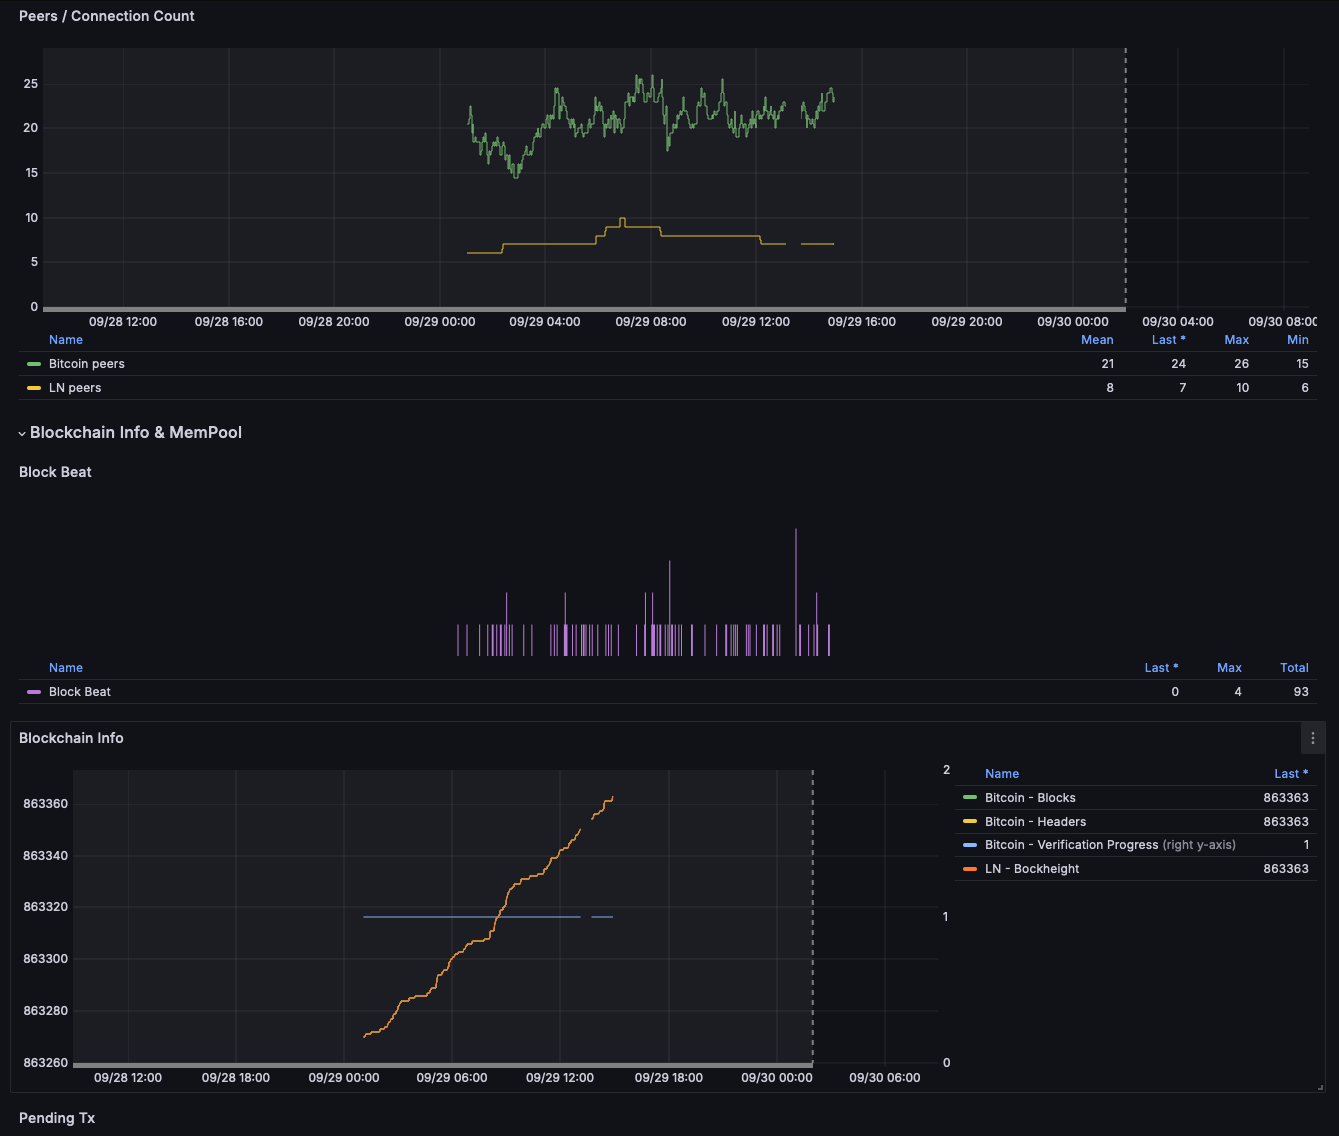 Peers / Connection Count
25
20
15
10
5
0
09/28 12:00 09/28 16:00 09/28 20:00 09/29 00:00 09/29 04:00 09/29 08:00 09/29 12:00 09/29 16:00 09/29 20:00 09/30 00:00 09/30 04:00 09/30 08:00
Name Mean Last * Max Min
Bitcoin peers 21 24 26 15
LN peers 8 7 10 6
Blockchain Info & MemPool
Block Beat
Name Last * Max Total
Block Beat 0 4 93
Blockchain Info
863360
863340
863320
863300
863280
863260
2
1
0
09/28 12:00 09/28 18:00 09/29 00:00 09/29 06:00 09/29 12:00 09/29 18:00 09/30 00:00 09/30 06:00
Name Last *
Bitcoin - Blocks 863363
Bitcoin - Headers 863363
Bitcoin - Verification Progress (right y-axis) 1
LN - Bockheight 863363
Pending Tx